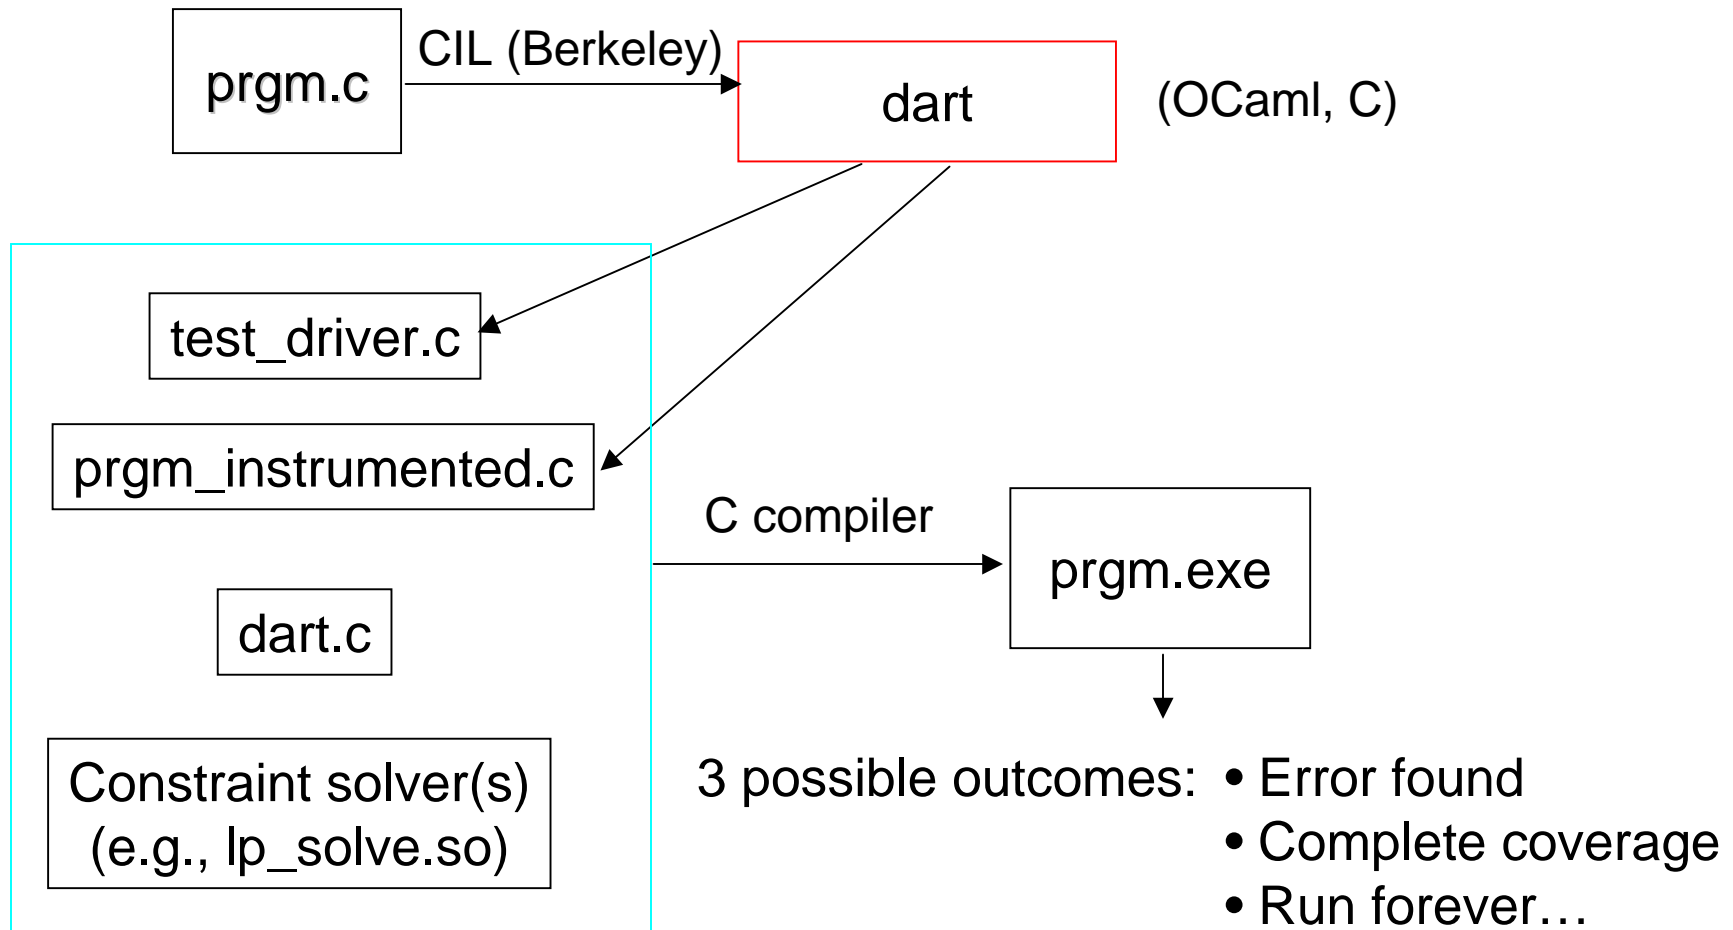 prgm.c
CIL (Berkeley)
dart
(OCaml, C)
test_driver.c
prgm_instrumented.c
C compiler
prgm.exe
dart.c
Constraint solver(s)
(e.g., lp_solve.so)
3 possible outcomes: • Error found
• Complete coverage
• Run forever…